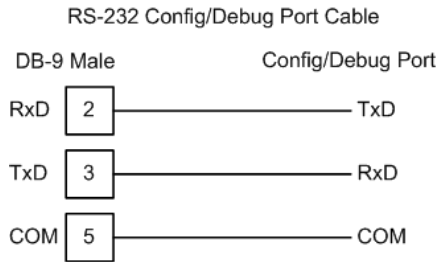 RS-232 Config/Debug Port Cable
DB-9 Male Config/Debug Port
RxD 2 TxD
TxD 3 RxD
COM 5 COM